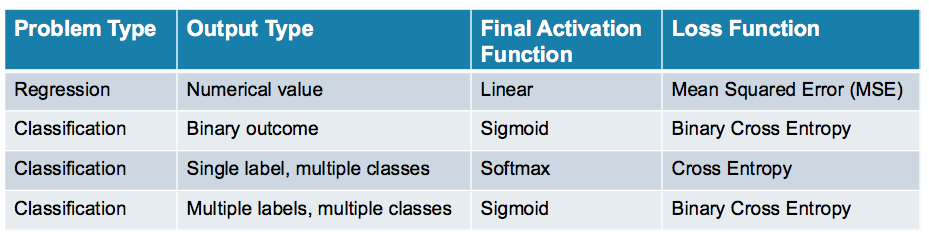 Problem Type Output Type Final Activation Loss Function
Function
Regression Numerical value Linear Mean Squared Error (MSE)
Classification Binary outcome Sigmoid Binary Cross Entropy
Classification Single label, multiple classes Softmax Cross Entropy
Classification Multiple labels, multiple classes Sigmoid Binary Cross Entropy